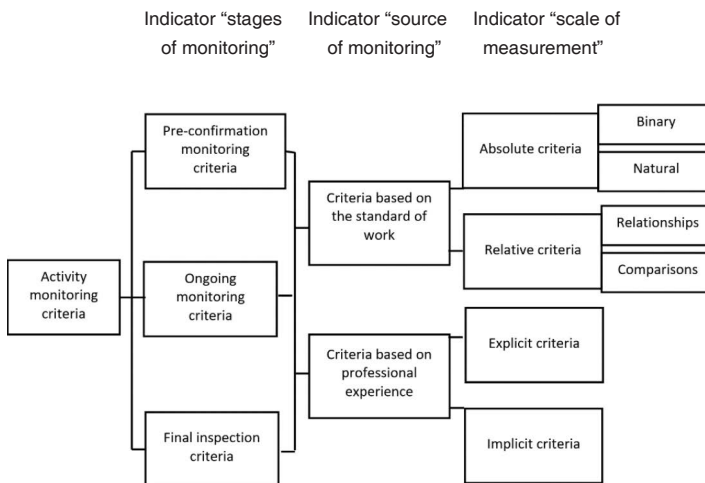 Indicator “stages
of monitoring”
Indicator “source
of monitoring”
Indicator “scale of
measurement”
Activity
monitoring
criteria
Pre-confirmation
monitoring
criteria
Ongoing
monitoring
criteria
Final inspection
criteria
Criteria based on
the standard of
work
Criteria based on
professional
experience
Absolute criteria
Binary
Natural
Relative criteria
Relationships
Comparisons
Explicit criteria
Implicit criteria